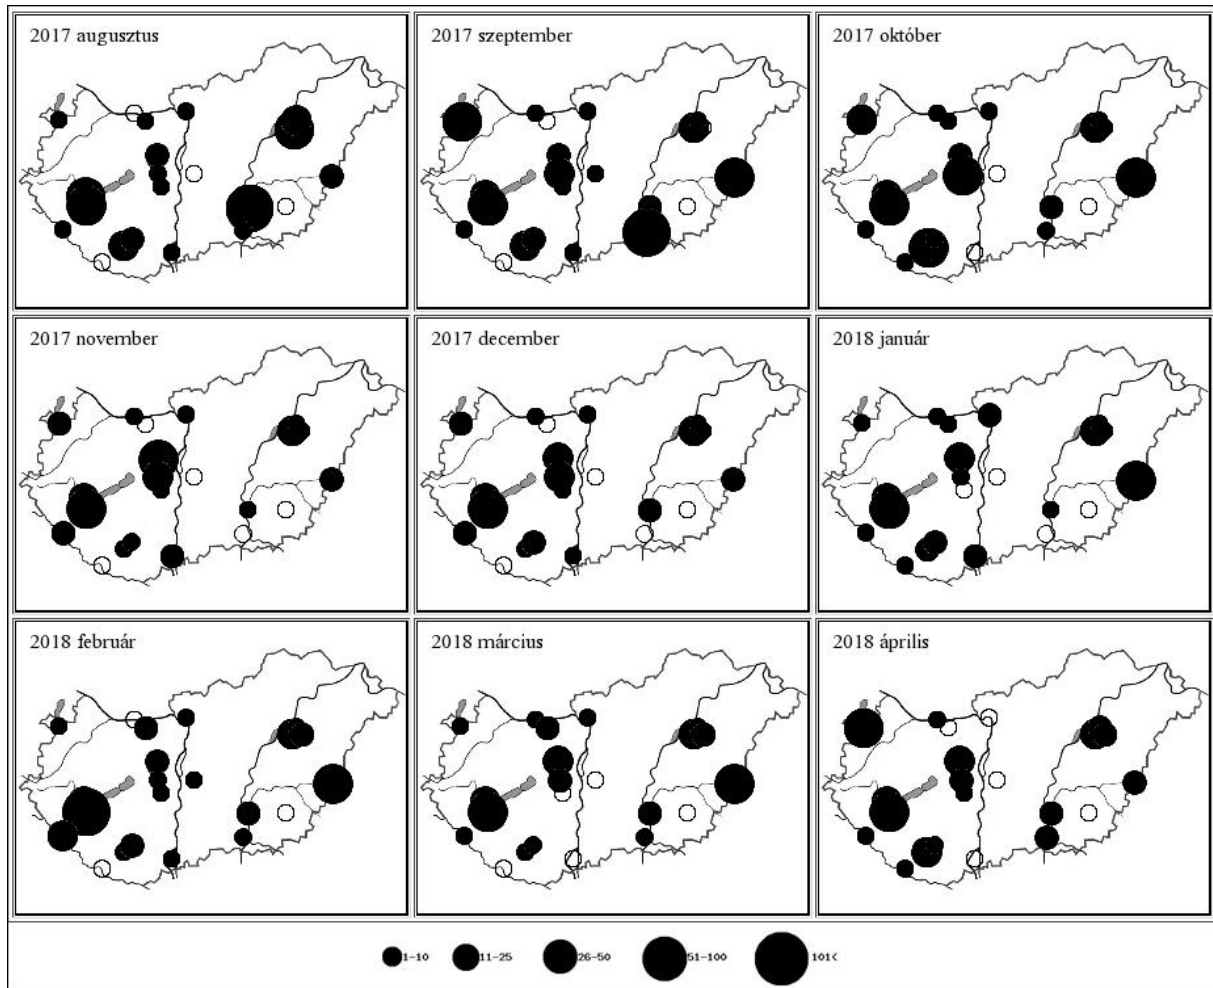 2017 augusztus
2017 szeptember
2017 október
2017 november
2017 december
2018 január
2018 február
2018 március
2018 április
1-10
11-25
26-50
51-100
101<